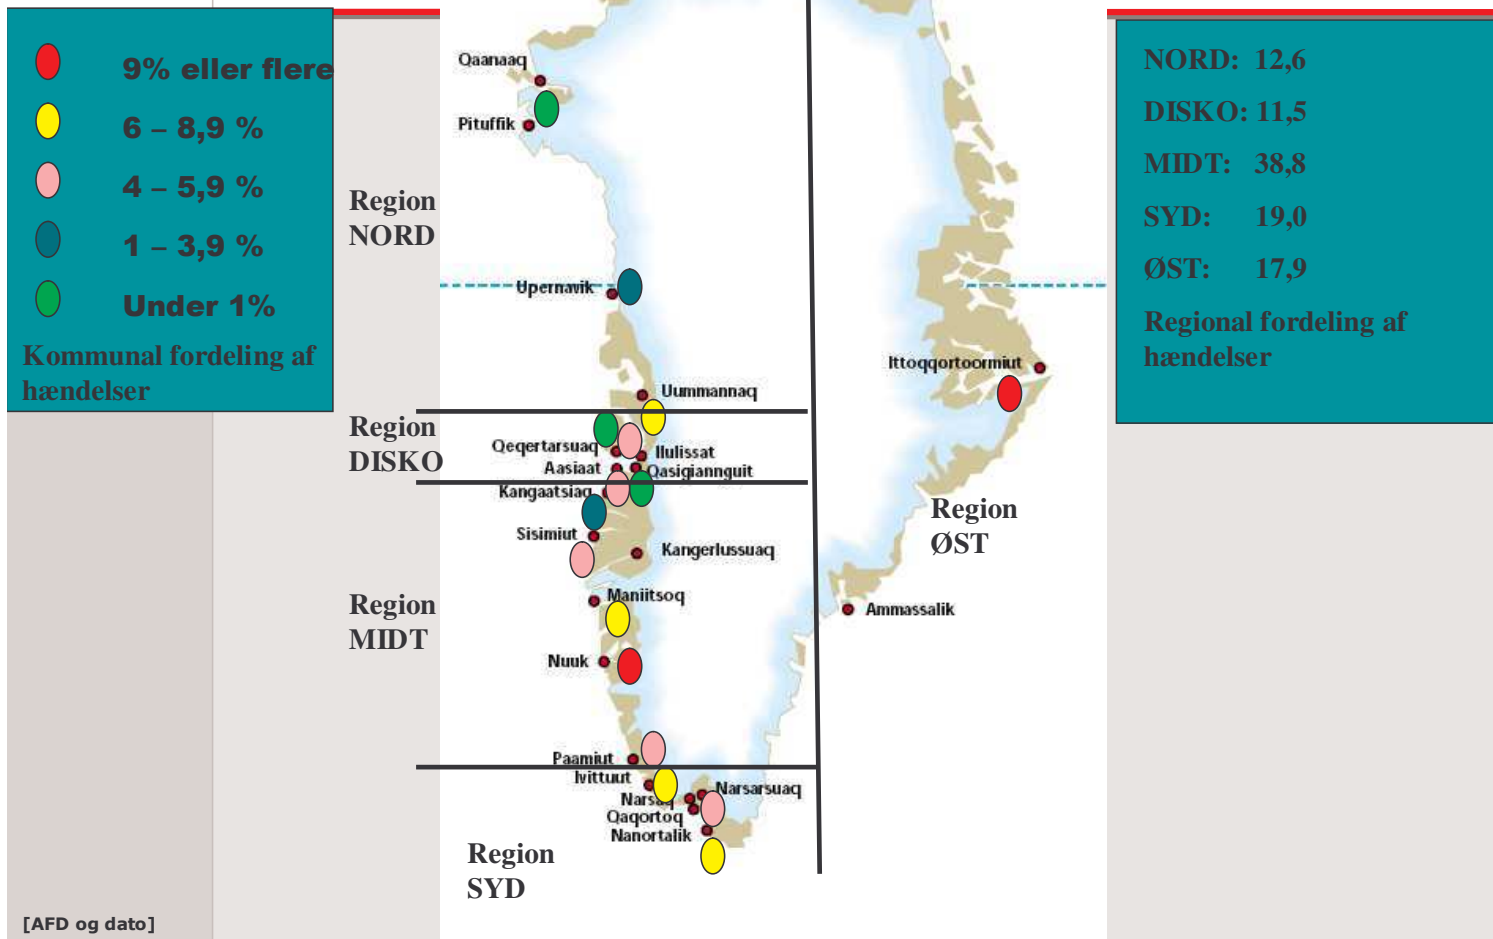 9% eller flere
6 – 8,9 %
4 – 5,9 %
1 – 3,9 %
Under 1%
Kommunal fordeling af
hændelser
NORD: 12,6
DISKO: 11,5
MIDT: 38,8
SYD: 19,0
ØST: 17,9
Regional fordeling af
hændelser
Region
NORD
Region
DISKO
Region
MIDT
Region
SYD
Region
ØST
Qaanaaq
Pituffik
Upernavik
Uummannaq
Qeqertarsuaq
Ilulissat
Aasiaat
Qasigiannguit
Kangaatsiaq
Sisimiut
Kangerlussuaq
Maniitsoq
Nuuk
Paamiut
Ivittuut
Narsaq
Narsarsuaq
Qaqortoq
Nanortalik
Ittoqqortoormiut
Ammassalik
[AFD og dato]